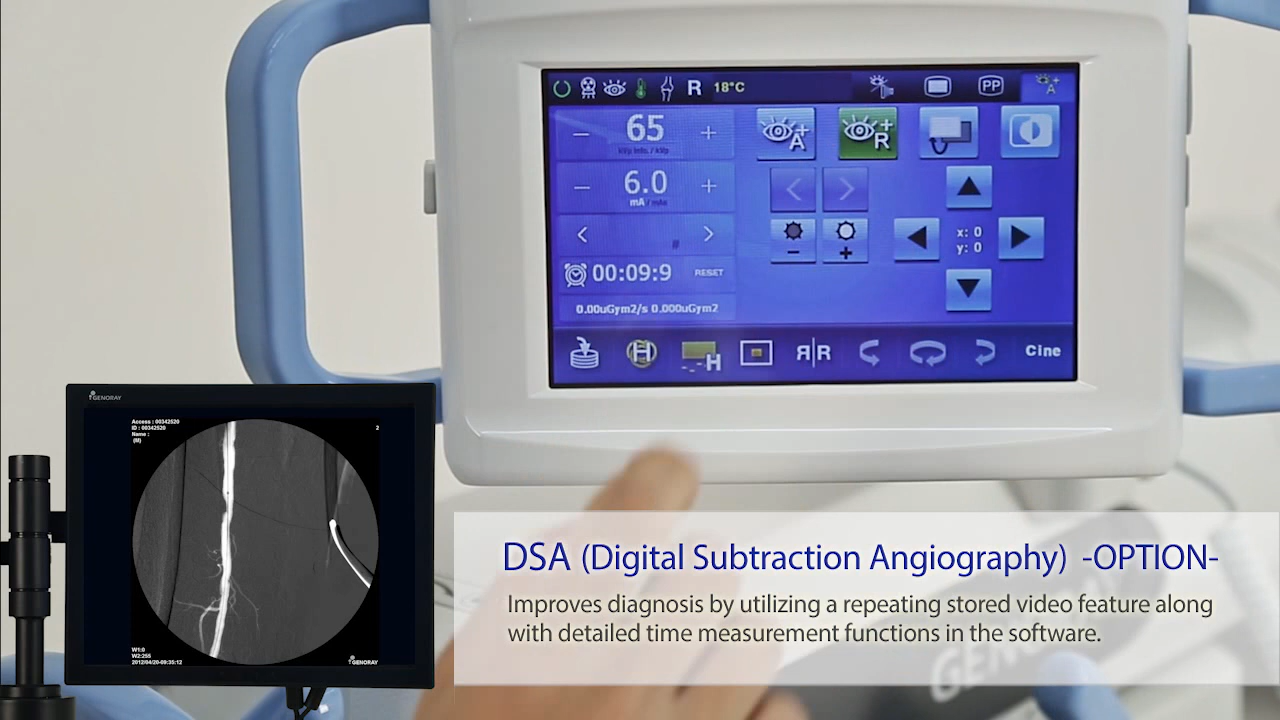 R 18°C PP A
65
kVp
A R
6.0
mA / mAs
x: 0
y: 0
00:09:9 RESET
0.00uGym2/s 0.000uGym2
H H R|R Cine
GENORAY
Access : 00342520
ID : 00342520
Name :
(M)
2
W1:0
W2:255
2012/04/20-09:35:12
GENORAY
DSA (Digital Subtraction Angiography) -OPTION-
Improves diagnosis by utilizing a repeating stored video feature along
with detailed time measurement functions in the software.